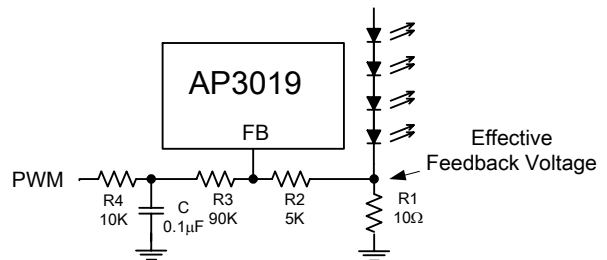 AP3019
FB
Effective
Feedback Voltage
PWM
R4
10K
C
0.1μF
R3
90K
R2
5K
R1
10Ω